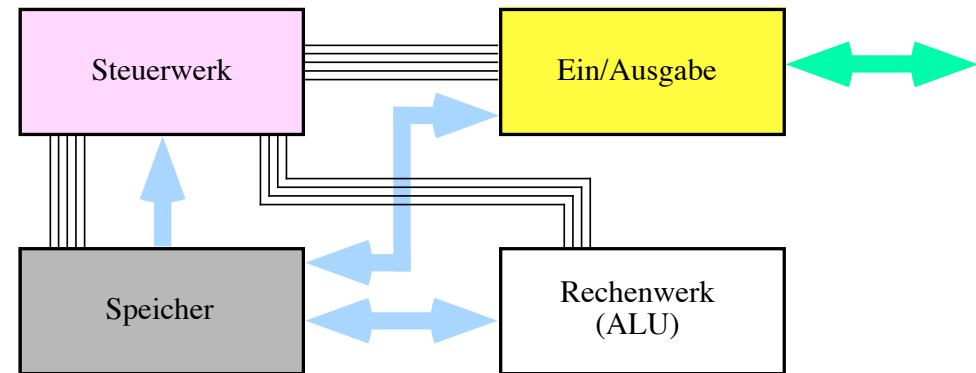 Steuerwerk
Ein/Ausgabe
Speicher
Rechenwerk
(ALU)